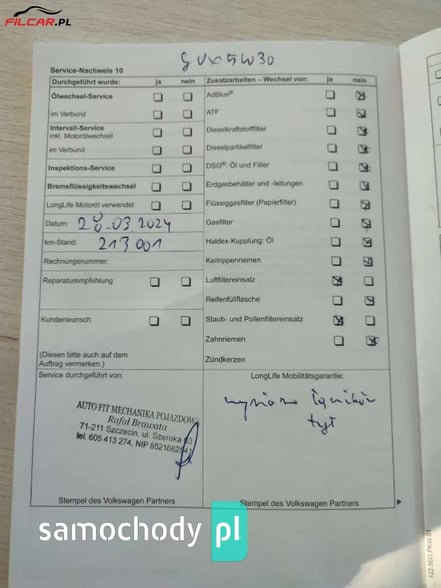 FILCAR.PL
5W30
Service-Nachweis 10
Durchgeführt wurde: ja nein
Zusatzarbeiten – Wechsel von: ja nein
Ölwechsel-Service
im Verbund
Intervall-Service
inkl. Motorölwechsel
im Verbund
Inspektions-Service
Bremsflüssigkeitswechsel
LongLife Motoröl verwendet
Datum: 28.03.2024
km-Stand: 213 001
Rechnungsnummer:
Reparaturempfehlung
Kundenwunsch
(Diesen bitte auch auf dem
Auftrag vermerken.)
AdBlue®
ATF
Dieselkraftstofffilter
Dieselpartikelfilter
DSG®: Öl und Filter
Erdgasbehälter und -leitungen
Flüssiggasfilter (Papierfilter)
Gasfilter
Haldex-Kupplung: Öl
Keilrippenriemen
Luftfiltereinsatz
Reifenfüllflasche
Staub- und Pollenfiltereinsatz
Zahnriemen
Zündkerzen
Service durchgeführt von:
AUTO FIT MECHANIKA POJAZDOW
Rafał Brawata
71-211 Szczecin, ul. Szeroka 63
tel. 605 413 274, NIP 8521662541
Stempel des Volkswagen Partners
LongLife Mobilitätsgarantie:
tył
Stempel des Volkswagen Partners
samochody pl